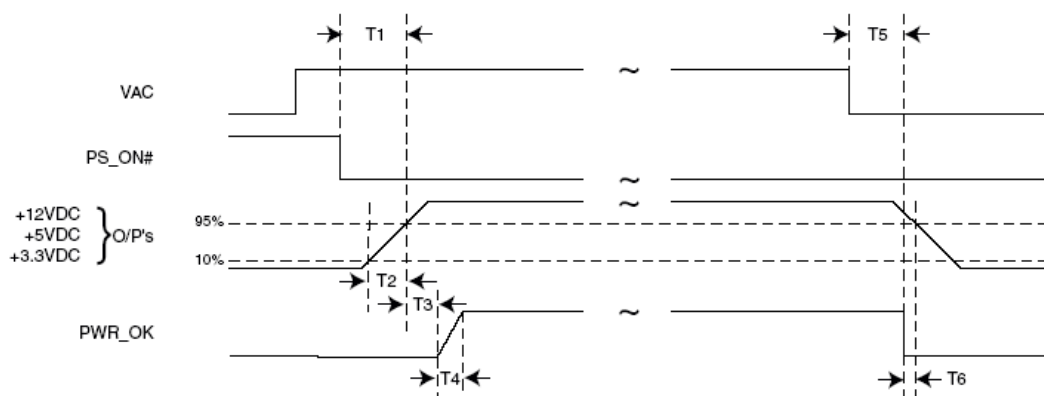 T1
T5
VAC
~
PS_ON#
~
+12VDC
+5VDC
+3.3VDC
} O/P's
95%
10%
~
T2
T3
PWR_OK
~
T4
T6